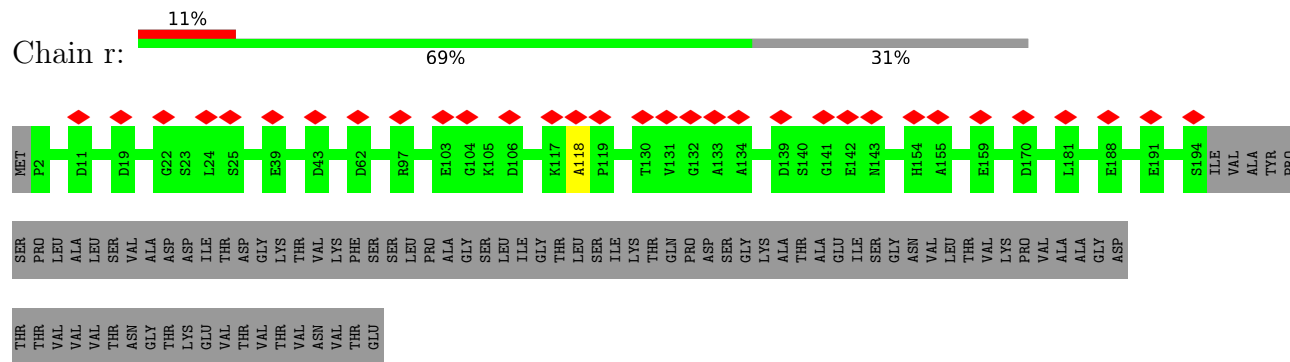 11%
Chain r:
69% 31%
MET P2 D11 D19 G22 S23 L24 S25 E39 D43 D62 R97 E103 G104 K105 D106 K117 A118 P119 T130 V131 G132 A133 A134 D139 S140 G141 E142 N143 H154 A155 E159 D170 L181 E188 E191 S194 ILE VAL ALA TYR PRO
SER PRO LEU ALA LEU SER VAL ALA ASP ASP ILE THR ASP GLY LYS THR VAL LYS PHE SER SER LEU PRO ALA GLY LYS SER LEU ILE GLY THR LEU SER ILE LYS THR GLN PRO ASP SER GLY LYS ALA THR ALA GLU ILE SER GLY ASN VAL LEU THR VAL LYS PRO VAL ALA ALA GLY ASP
THR THR VAL VAL VAL THR ASN GLY THR LYS GLU VAL THR VAL THR VAL ASN VAL THR GLU